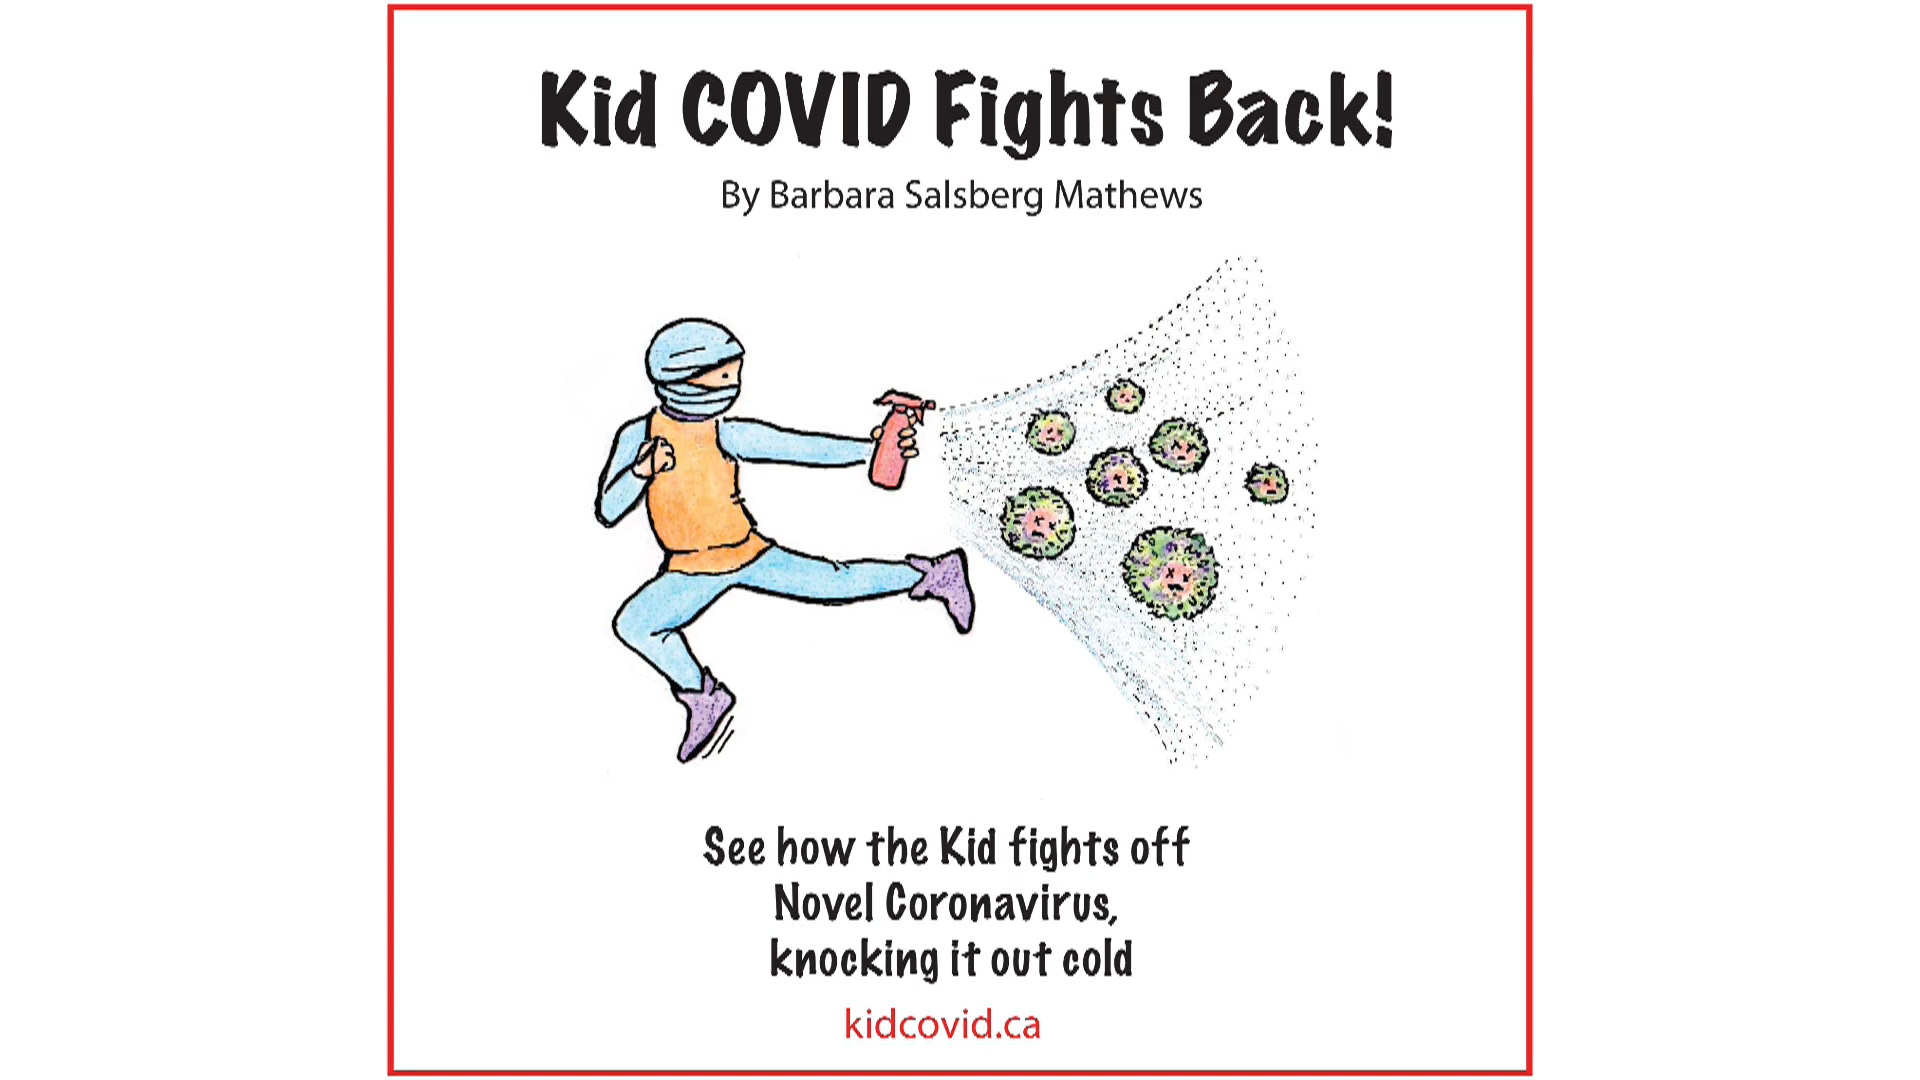 Kid COVID Fights Back!
By Barbara Salsberg Mathews
See how the Kid fights off
Novel Coronavirus,
knocking it out cold
kidcovid.ca